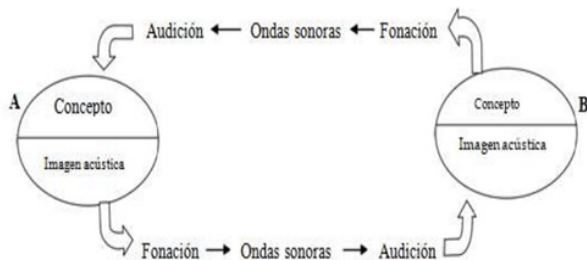 Audición ← Ondas sonoras ← Fonación
A
Concepto
Imagen acústica
B
Concepto
Imagen acústica
Fonación → Ondas sonoras → Audición